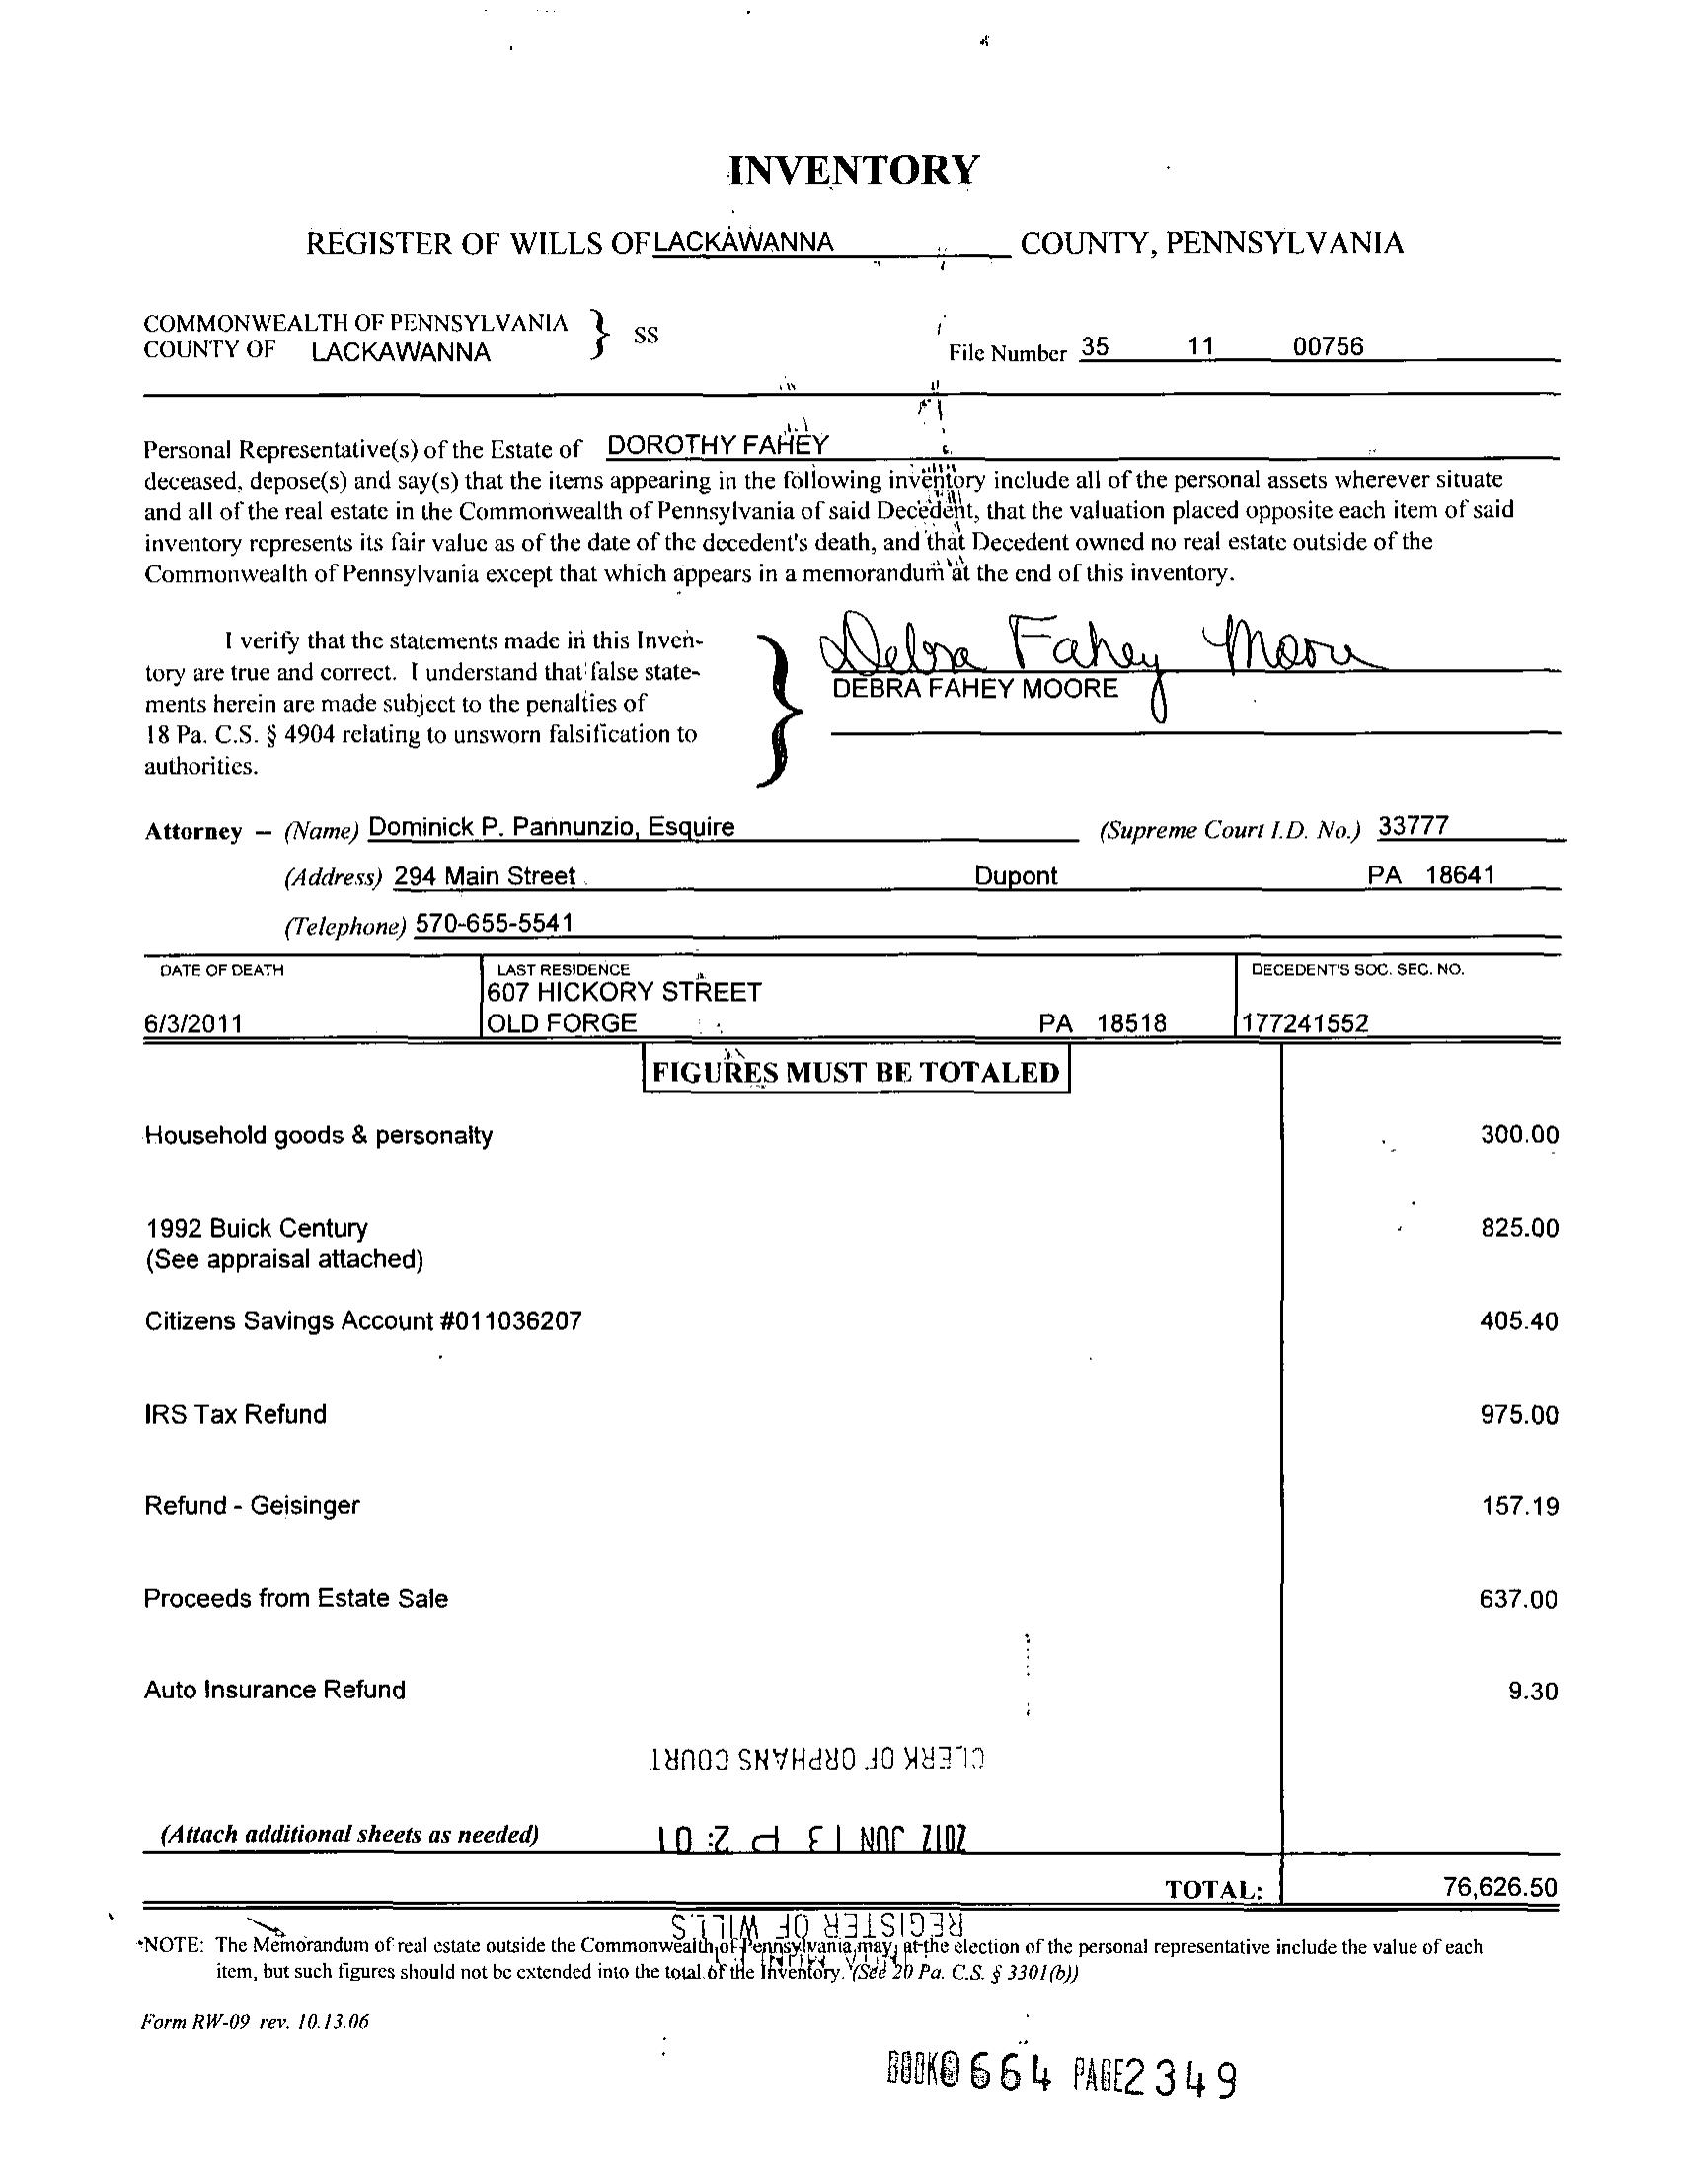 INVENTORY
REGISTER OF WILLS OF LACKAWANNA COUNTY, PENNSYLVANIA
COMMONWEALTH OF PENNSYLVANIA } SS
COUNTY OF LACKAWANNA
File Number 35 11 00756
Personal Representative(s) of the Estate of DOROTHY FAHEY
deceased, depose(s) and say(s) that the items appearing in the following inventory include all of the personal assets wherever situate
and all of the real estate in the Commonwealth of Pennsylvania of said Decedent, that the valuation placed opposite each item of said
inventory represents its fair value as of the date of the decedent's death, and that Decedent owned no real estate outside of the
Commonwealth of Pennsylvania except that which appears in a memorandum at the end of this inventory.
I verify that the statements made in this Inven-
tory are true and correct. I understand that false state-
ments herein are made subject to the penalties of
18 Pa. C.S. § 4904 relating to unsworn falsification to
authorities.
Debra Fahey Moore
DEBRA FAHEY MOORE
Attorney – (Name) Dominick P. Pannunzio, Esquire (Supreme Court I.D. No.) 33777
(Address) 294 Main Street Dupont PA 18641
(Telephone) 570-655-5541
DATE OF DEATH LAST RESIDENCE DECEDENT'S SOC. SEC. NO.
607 HICKORY STREET
6/3/2011 OLD FORGE PA 18518 177241552
FIGURES MUST BE TOTALED
Household goods & personalty 300.00
1992 Buick Century 825.00
(See appraisal attached)
Citizens Savings Account #011036207 405.40
IRS Tax Refund 975.00
Refund - Geisinger 157.19
Proceeds from Estate Sale 637.00
Auto Insurance Refund 9.30
CLERK OF ORPHANS COURT
(Attach additional sheets as needed) 2012 JUN 13 P 2: 01
TOTAL: 76,626.50
REGISTER OF WILLS
*NOTE: The Memorandum of real estate outside the Commonwealth of Pennsylvania may, at the election of the personal representative include the value of each
item, but such figures should not be extended into the total of the Inventory. (See 20 Pa. C.S. § 3301(b))
Form RW-09 rev. 10.13.06
BOOK0664 PAGE2349